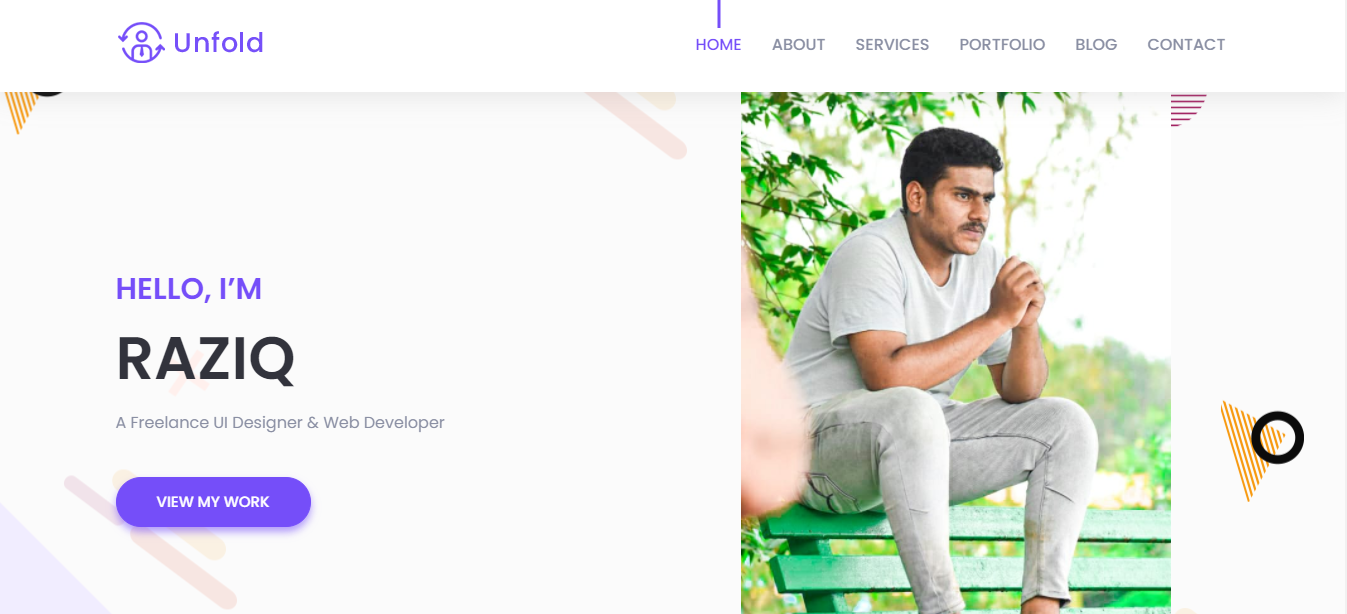 Unfold
HOME ABOUT SERVICES PORTFOLIO BLOG CONTACT
HELLO, I’M
RAZIQ
A Freelance UI Designer & Web Developer
VIEW MY WORK